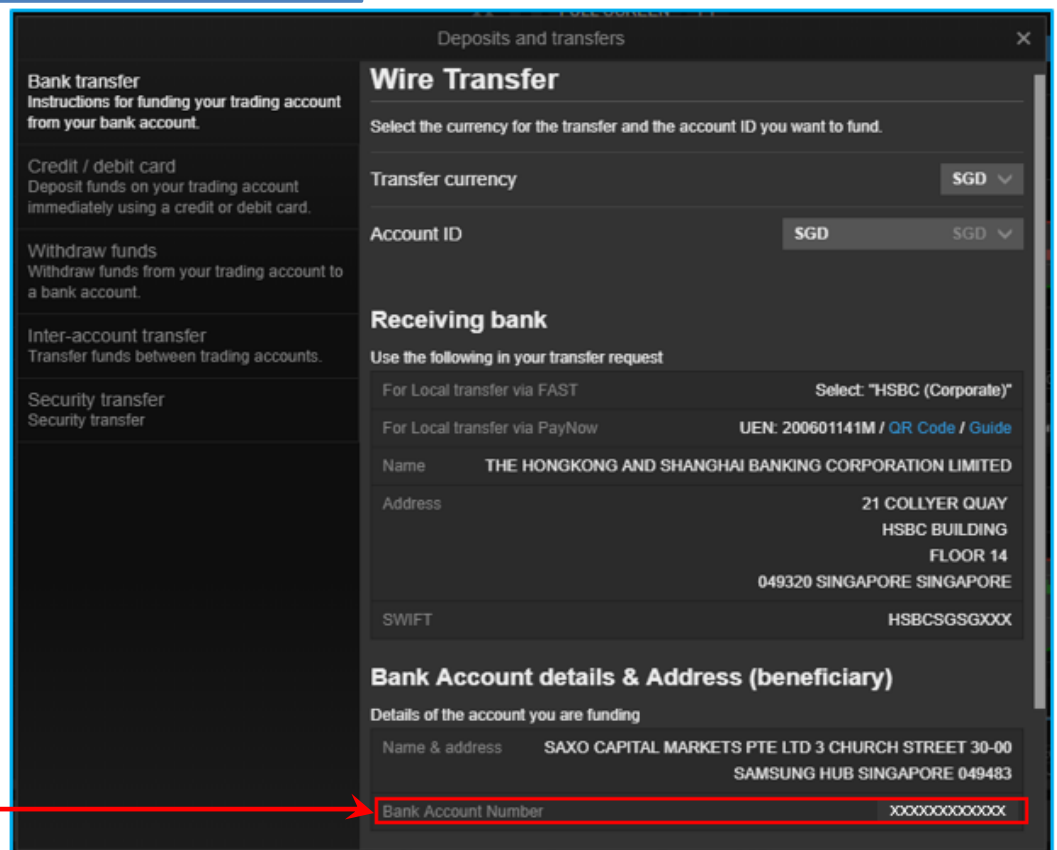 Deposits and transfers ×
Bank transfer
Instructions for funding your trading account
from your bank account.
Credit / debit card
Deposit funds on your trading account
immediately using a credit or debit card.
Withdraw funds
Withdraw funds from your trading account to
a bank account.
Inter-account transfer
Transfer funds between trading accounts.
Security transfer
Security transfer
Wire Transfer
Select the currency for the transfer and the account ID you want to fund.
Transfer currency SGD
Account ID SGD SGD
Receiving bank
Use the following in your transfer request
For Local transfer via FAST Select: "HSBC (Corporate)"
For Local transfer via PayNow UEN: 200601141M / QR Code / Guide
Name THE HONGKONG AND SHANGHAI BANKING CORPORATION LIMITED
Address 21 COLLYER QUAY
HSBC BUILDING
FLOOR 14
049320 SINGAPORE SINGAPORE
SWIFT HSBCSGSGXXX
Bank Account details & Address (beneficiary)
Details of the account you are funding
Name & address SAXO CAPITAL MARKETS PTE LTD 3 CHURCH STREET 30-00
SAMSUNG HUB SINGAPORE 049483
Bank Account Number XXXXXXXXXXXX